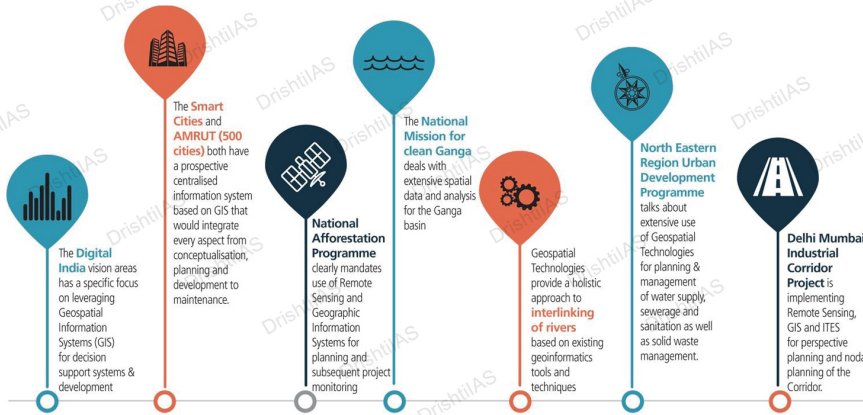 The Digital
India vision areas
has a specific focus
on leveraging
Geospatial
Information
Systems (GIS)
for decision
support systems &
development
The Smart
Cities and
AMRUT (500
cities) both have
a prospective
centralised
information system
based on GIS that
would integrate
every aspect from
conceptualisation,
planning and
development to
maintenance.
National
Afforestation
Programme
clearly mandates
use of Remote
Sensing and
Geographic
Information
Systems for
planning and
subsequent project
monitoring
The National
Mission for
clean Ganga
deals with
extensive spatial
data and analysis
for the Ganga
basin
Geospatial
Technologies
provide a holistic
approach to
interlinking
of rivers
based on existing
geoinformatics
tools and
techniques
North Eastern
Region Urban
Development
Programme
talks about
extensive use
of Geospatial
Technologies
for planning &
management
of water supply,
sewerage and
sanitation as well
as solid waste
management.
Delhi Mumbai
Industrial
Corridor
Project is
implementing
Remote Sensing,
GIS and ITES
for perspective
planning and noda
planning of the
Corridor.
DrishtiIAS